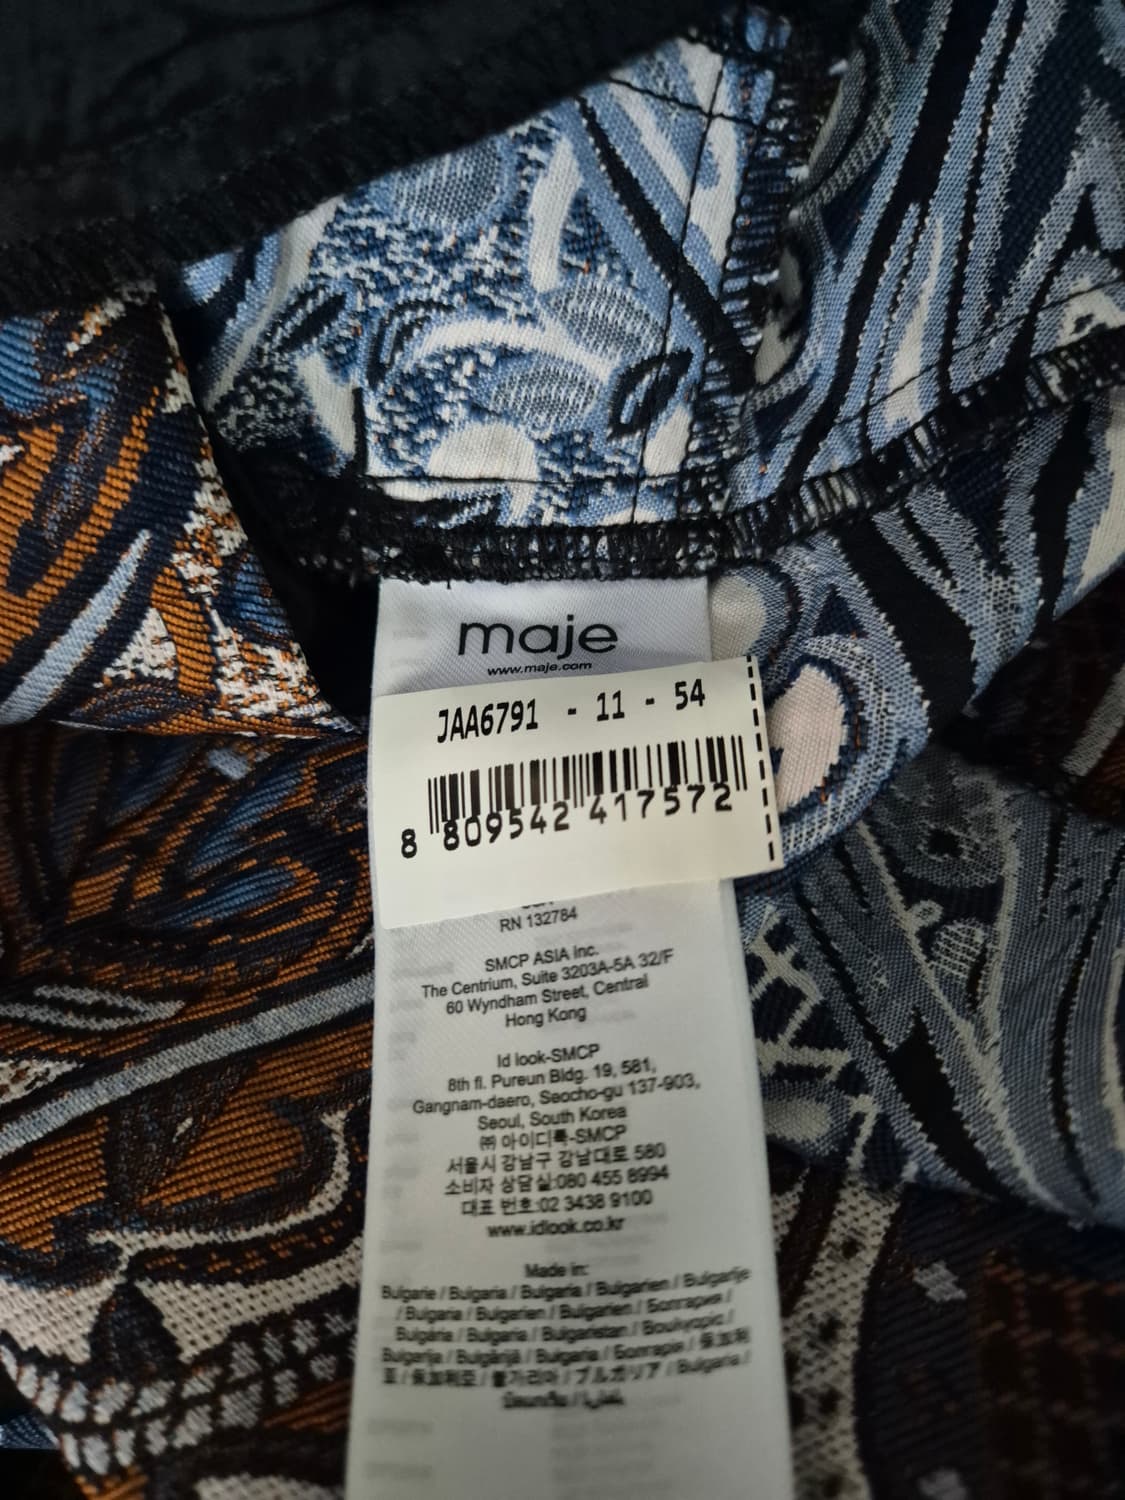 maje
www.maje.com
JAA6791 - 11 - 54
8 809542 417572
RN 132784
SMCP ASIA Inc.
The Centrium, Suite 3203A-5A 32/F
60 Wyndham Street, Central
Hong Kong
Id look-SMCP
8th fl. Pureun Bldg. 19, 581,
Gangnam-daero, Seocho-gu 137-903,
Seoul, South Korea
㈜ 아이디룩-SMCP
서울시 강남구 강남대로 580
소비자 상담실:080 455 8994
대표 번호:02 3438 9100
www.idlook.co.kr
Made in:
Bulgarie / Bulgaria / Bulgaria / Bulgarien / Bulgarije
/ Bulgaria / Bulgarien / Bulgarien / Болгария /
Bulgária / Bulgaria / Bulgaristan / Βουλγαρία /
Bulgarija / Bulgārijā / Bulgaria / Болгарія / 保加利
亚 / 保加利亞 / 불가리아 / ブルガリア / Bulgaria /